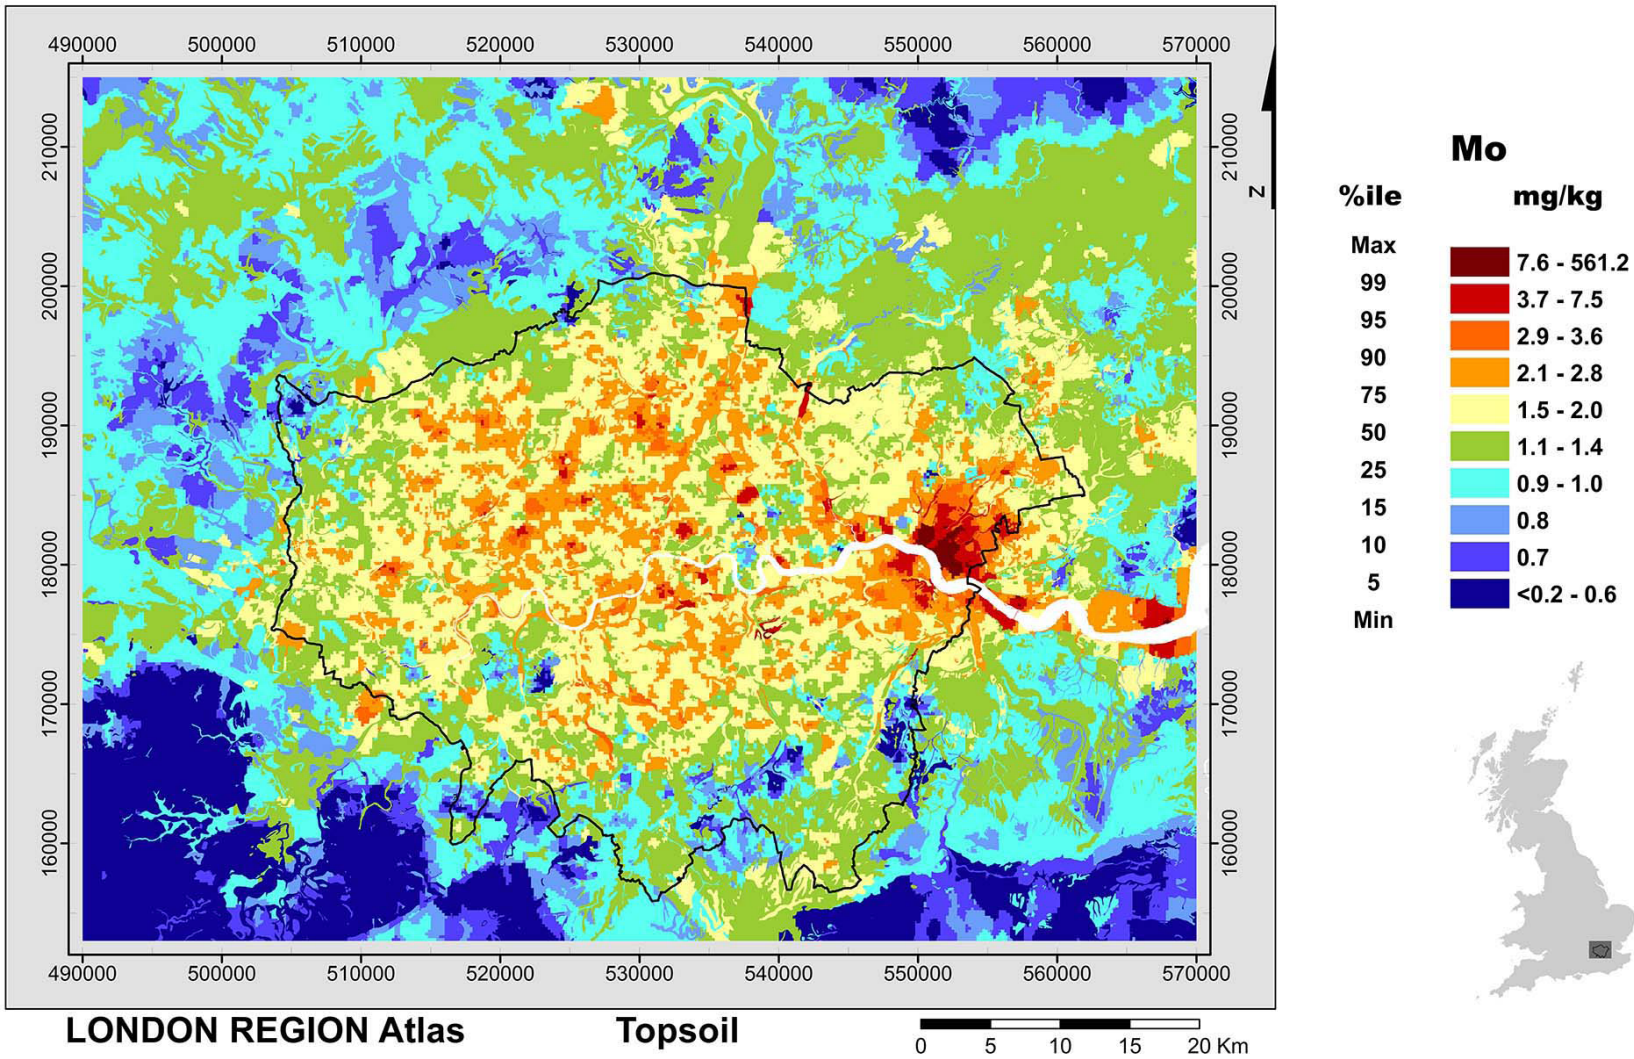 490000 500000 510000 520000 530000 540000 550000 560000 570000
210000
200000
190000
180000
170000
160000
210000
200000
190000
180000
170000
160000
N
490000 500000 510000 520000 530000 540000 550000 560000 570000
LONDON REGION Atlas Topsoil
0 5 10 15 20 Km
Mo
%ile mg/kg
Max
7.6 - 561.2
99
3.7 - 7.5
95
2.9 - 3.6
90
2.1 - 2.8
75
1.5 - 2.0
50
1.1 - 1.4
25
0.9 - 1.0
15
0.8
10
0.7
5
<0.2 - 0.6
Min